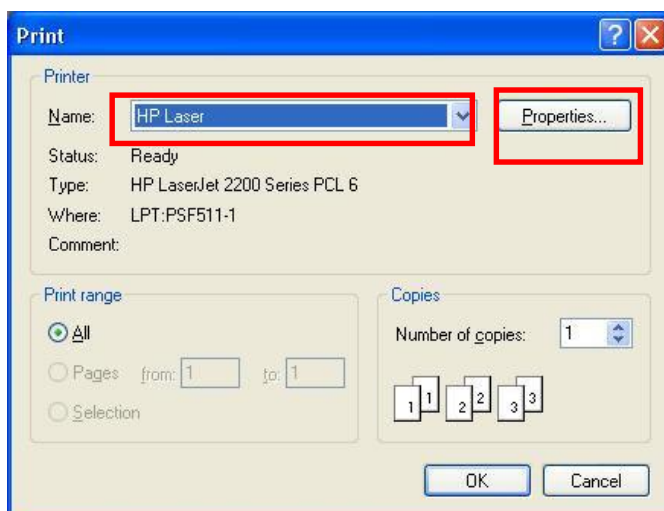 Print
Printer
Name: HP Laser Properties...
Status: Ready
Type: HP LaserJet 2200 Series PCL 6
Where: LPT:PSF511-1
Comment:
Print range
All
Pages from: 1 to: 1
Selection
Copies
Number of copies: 1
1 1 2 2 3 3
OK Cancel